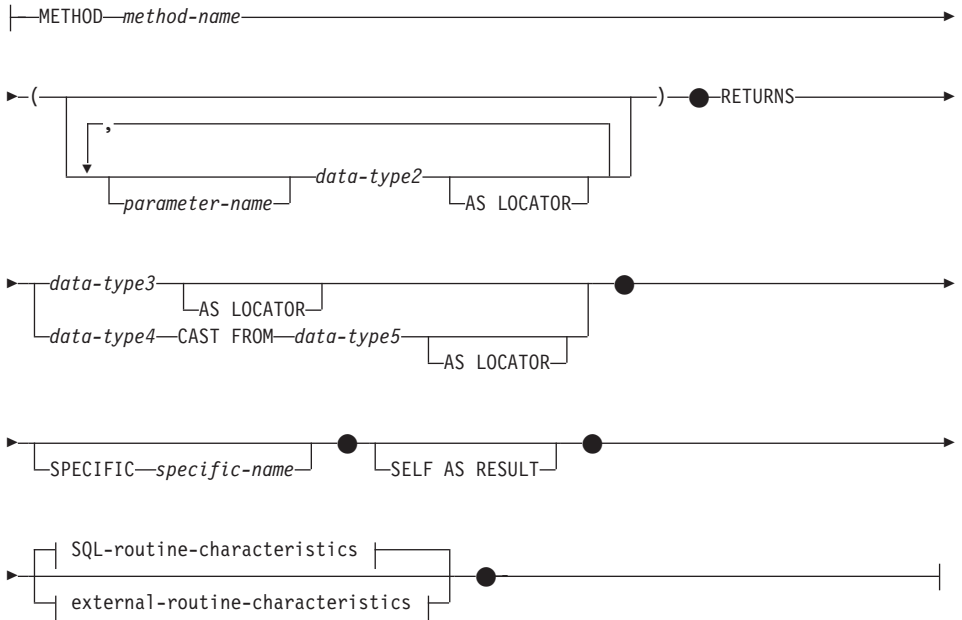 METHOD method-name
( ) RETURNS
,
parameter-name data-type2 AS LOCATOR
data-type3 AS LOCATOR
data-type4 CAST FROM data-type5 AS LOCATOR
SPECIFIC specific-name SELF AS RESULT
SQL-routine-characteristics
external-routine-characteristics